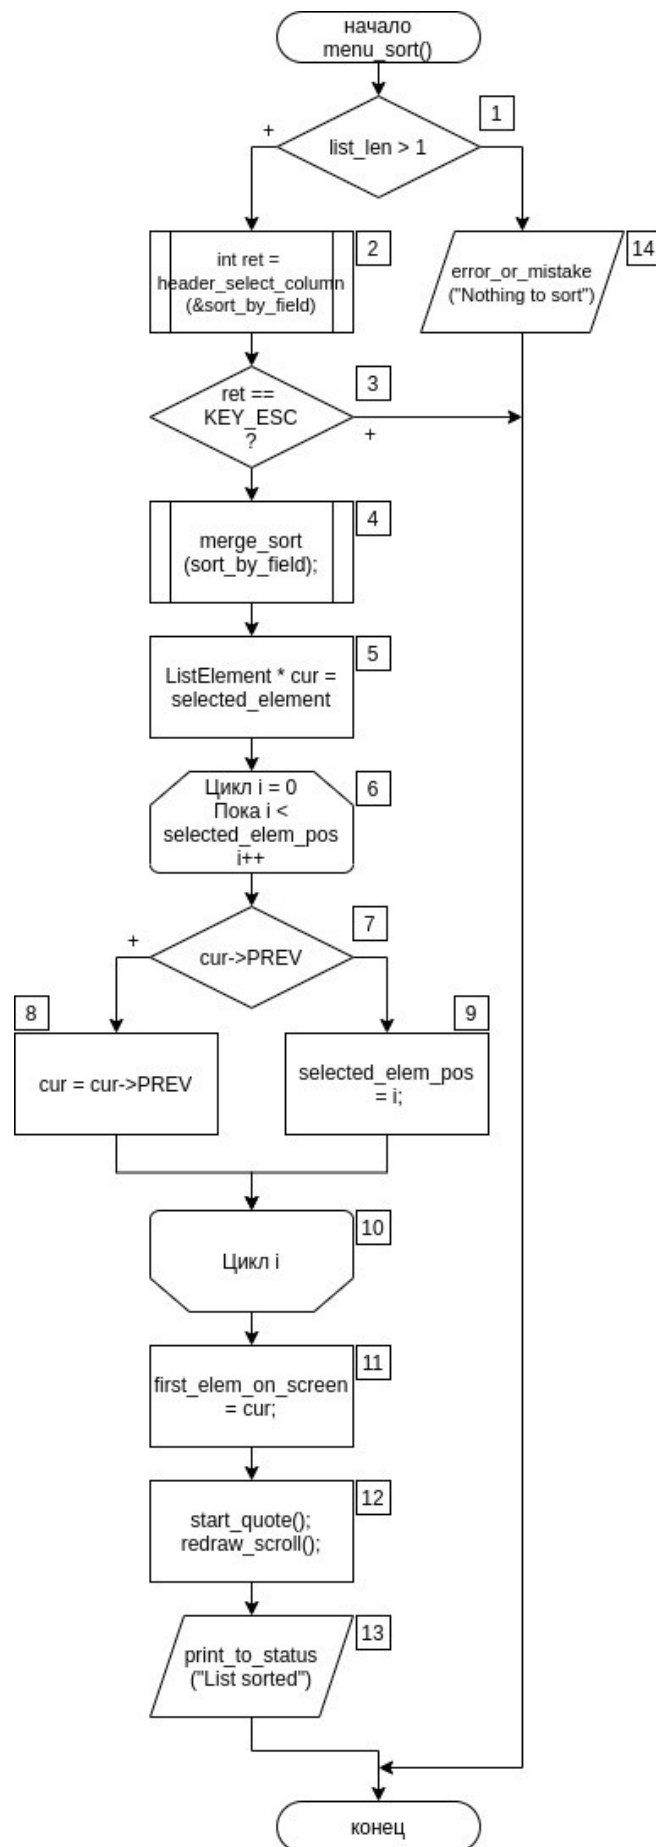 начало
menu_sort()
1
+
list_len > 1
2
int ret =
header_select_column
(&sort_by_field)
14
error_or_mistake
("Nothing to sort")
3
ret ==
KEY_ESC
?
+
4
merge_sort
(sort_by_field);
5
ListElement * cur =
selected_element
6
Цикл i = 0
Пока i <
selected_elem_pos
i++
7
+
cur->PREV
8
cur = cur->PREV
9
selected_elem_pos
= i;
10
Цикл i
11
first_elem_on_screen
= cur;
12
start_quote();
redraw_scroll();
13
print_to_status
("List sorted")
конец